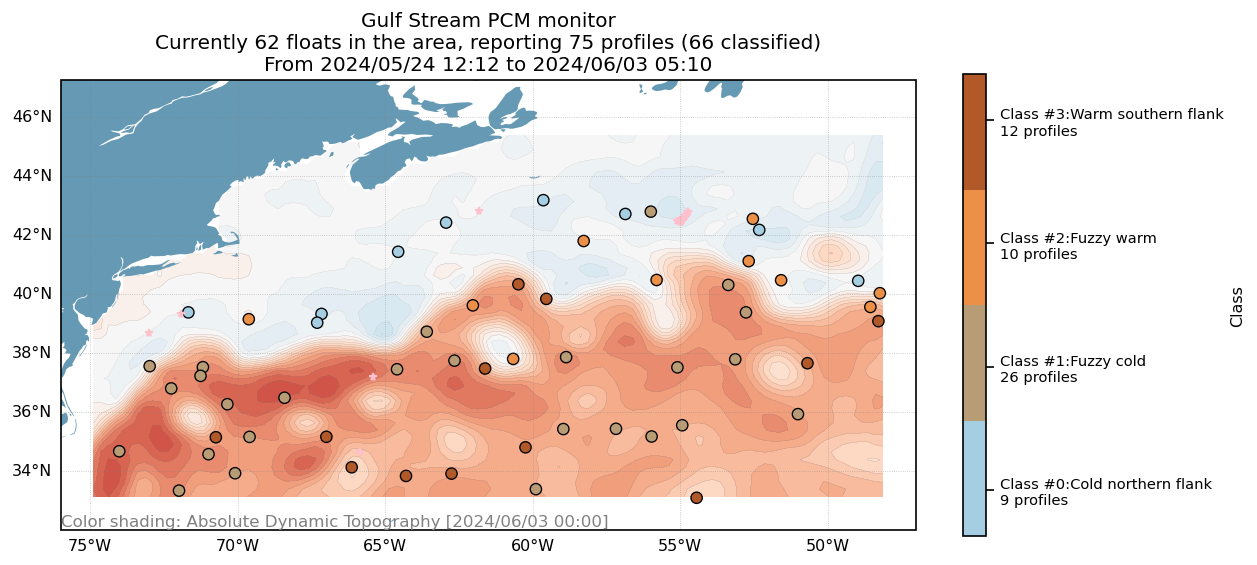 Gulf Stream PCM monitor
Currently 62 floats in the area, reporting 75 profiles (66 classified)
From 2024/05/24 12:12 to 2024/06/03 05:10
46°N
44°N
42°N
40°N
38°N
36°N
34°N
75°W
70°W
65°W
60°W
55°W
50°W
Color shading: Absolute Dynamic Topography [2024/06/03 00:00]
Class #3:Warm southern flank
12 profiles
Class #2:Fuzzy warm
10 profiles
Class #1:Fuzzy cold
26 profiles
Class #0:Cold northern flank
9 profiles
Class